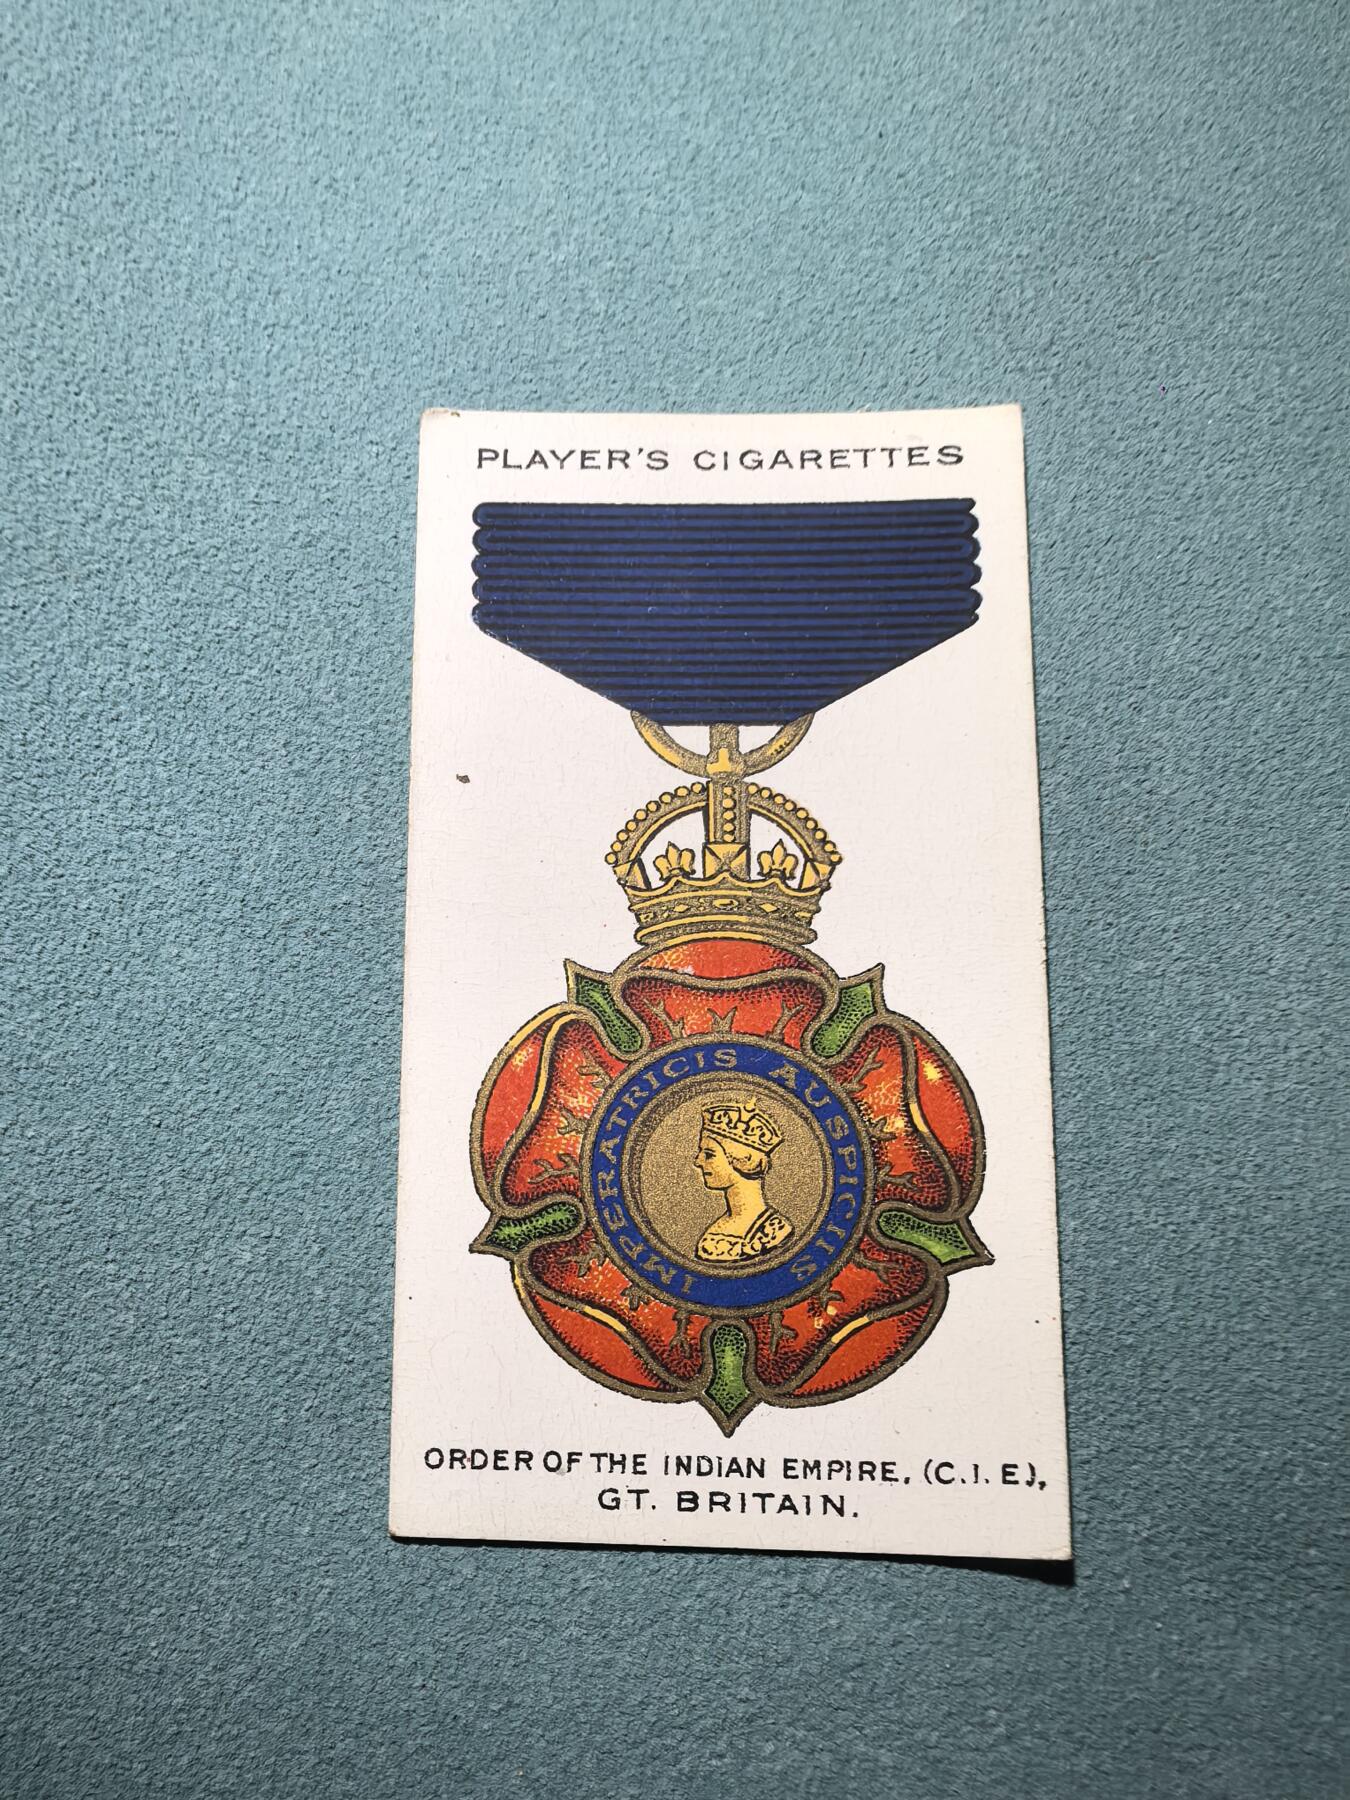 PLAYER'S CIGARETTES
IMPERATRICIS AUSPICIIS
ORDER OF THE INDIAN EMPIRE, (C.I.E),
GT. BRITAIN.